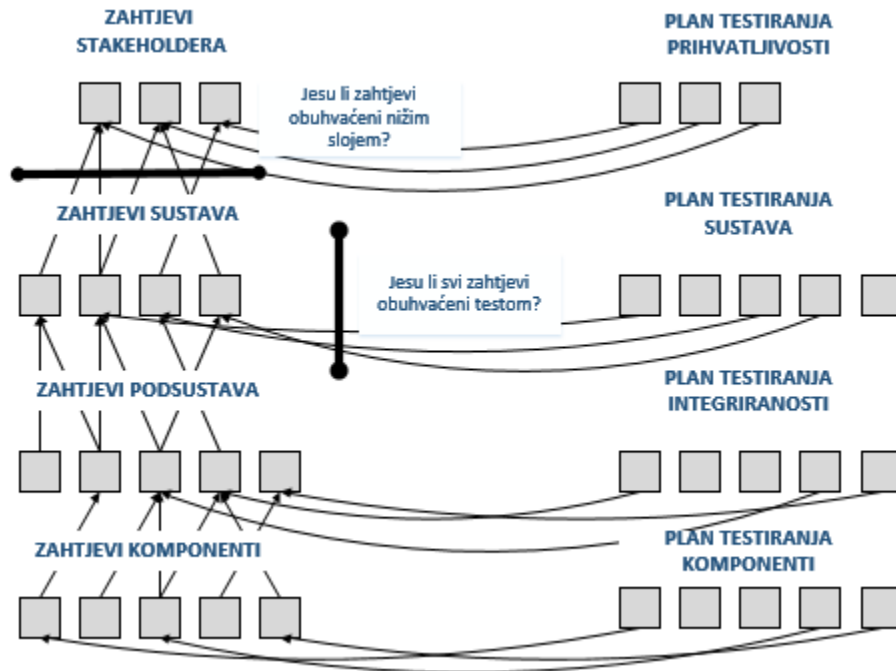 ZAHTJEVI
STAKEHOLDERA
PLAN TESTIRANJA
PRIHVATLJIVOSTI
Jesu li zahtjevi
obuhvaćeni nižim
slojem?
ZAHTJEVI SUSTAVA
PLAN TESTIRANJA
SUSTAVA
Jesu li svi zahtjevi
obuhvaćeni testom?
ZAHTJEVI PODSUSTAVA
PLAN TESTIRANJA
INTEGRIRANOSTI
ZAHTJEVI KOMPONENTI
PLAN TESTIRANJA
KOMPONENTI